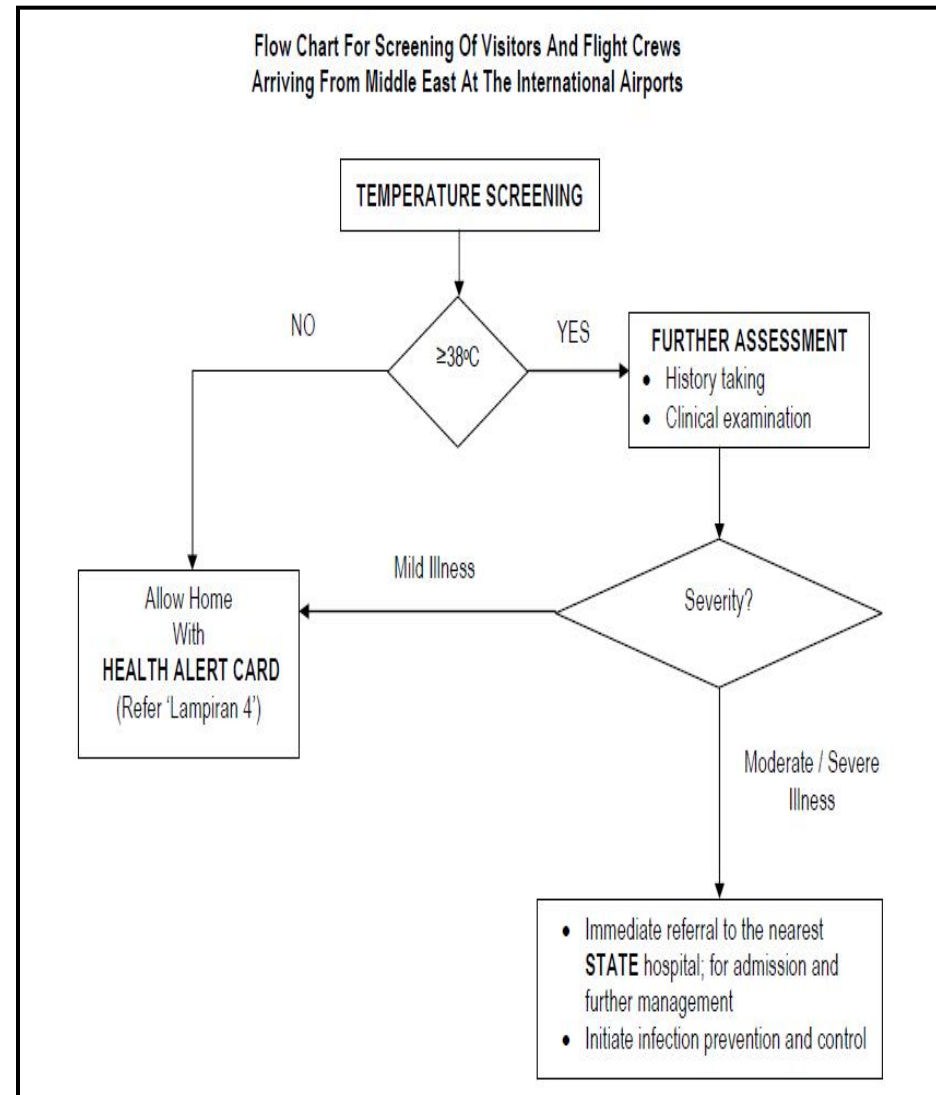 Flow Chart For Screening Of Visitors And Flight Crews
Arriving From Middle East At The International Airports
TEMPERATURE SCREENING
NO
≥38ºC
YES
FURTHER ASSESSMENT
• History taking
• Clinical examination
Mild Illness
Severity?
Allow Home
With
HEALTH ALERT CARD
(Refer ‘Lampiran 4’)
Moderate / Severe
Illness
• Immediate referral to the nearest
STATE hospital; for admission and
further management
• Initiate infection prevention and control